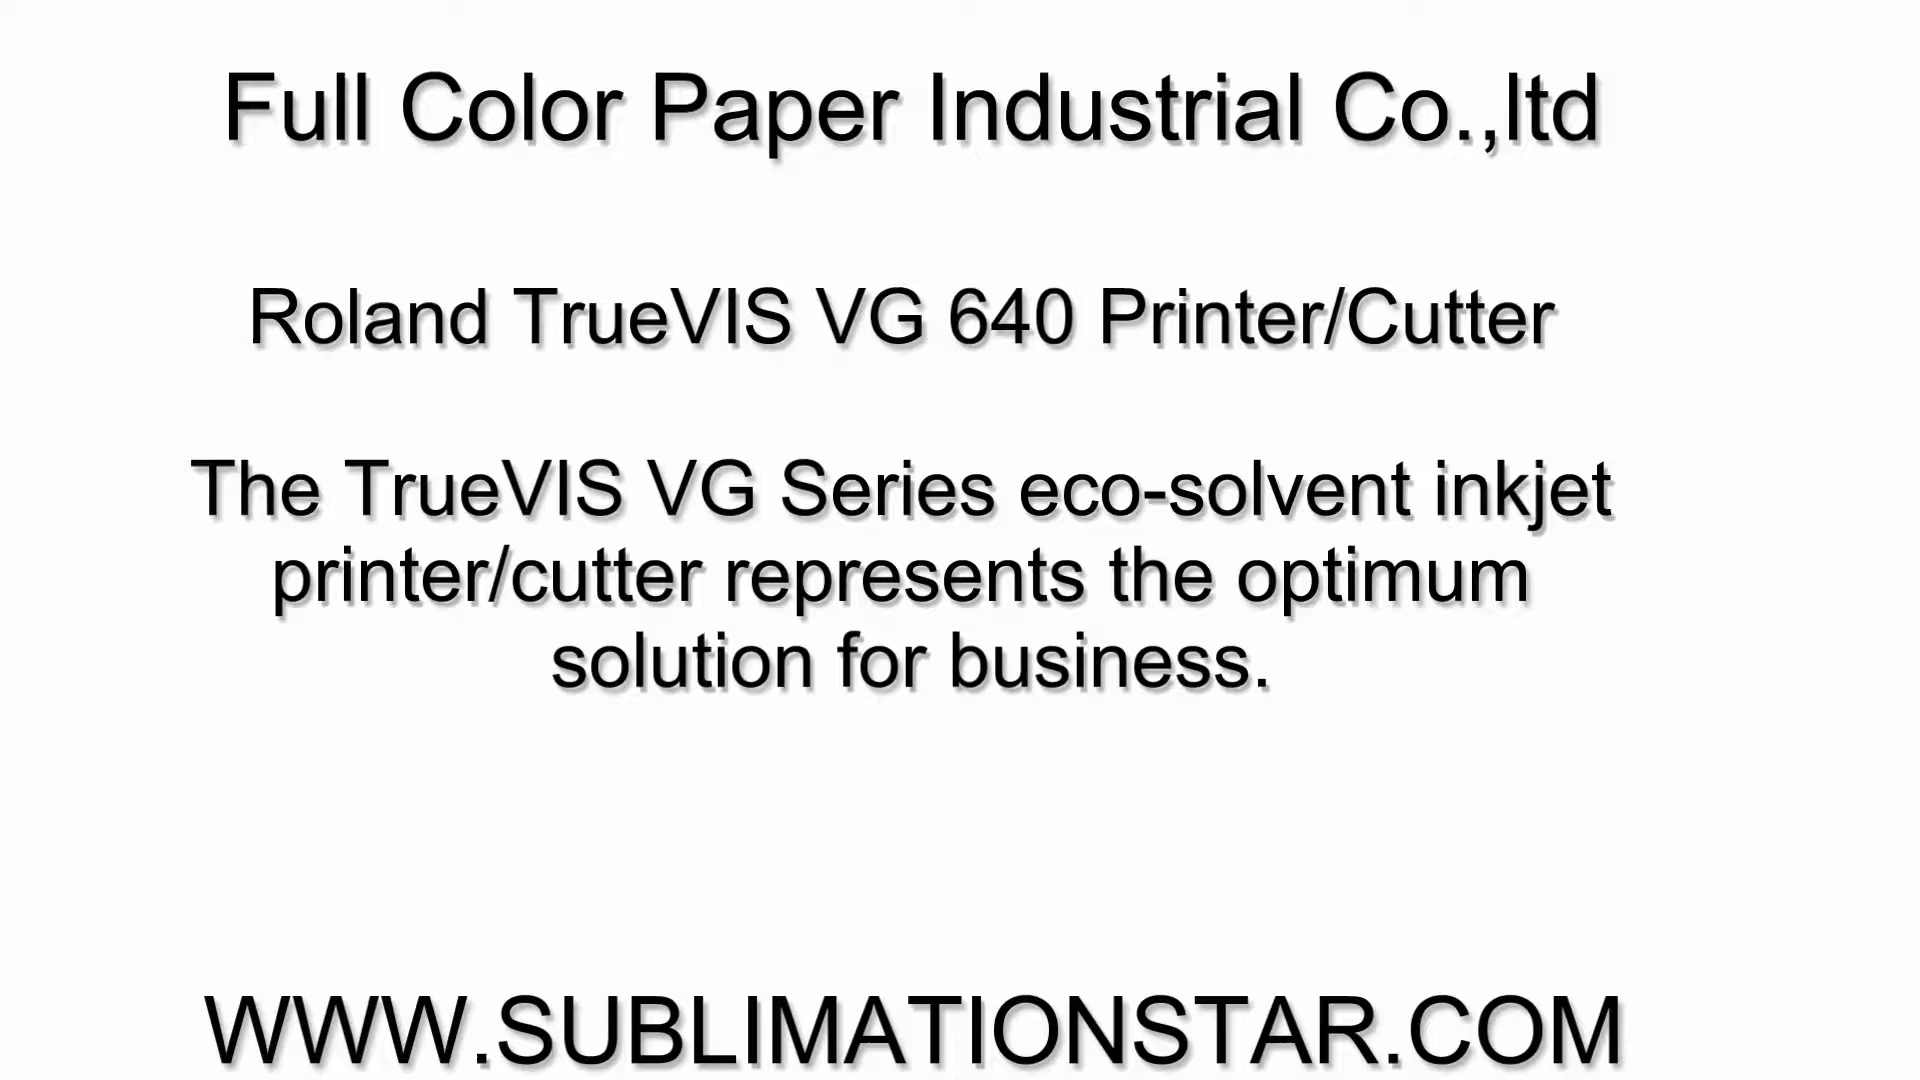 Full Color Paper Industrial Co.,ltd
Roland TrueVIS VG 640 Printer/Cutter
The TrueVIS VG Series eco-solvent inkjet
printer/cutter represents the optimum
solution for business.
WWW.SUBLIMATIONSTAR.COM